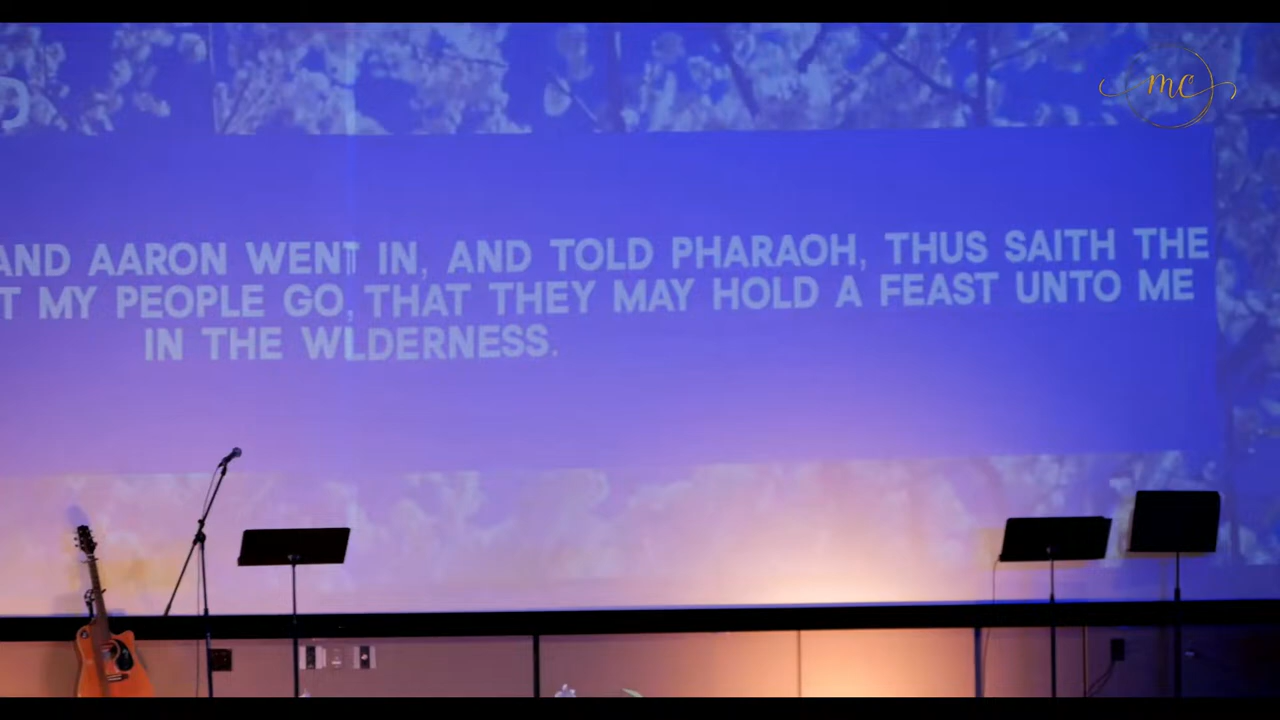 mc
AND AARON WENT IN, AND TOLD PHARAOH, THUS SAITH THE
T MY PEOPLE GO, THAT THEY MAY HOLD A FEAST UNTO ME
IN THE WILDERNESS.